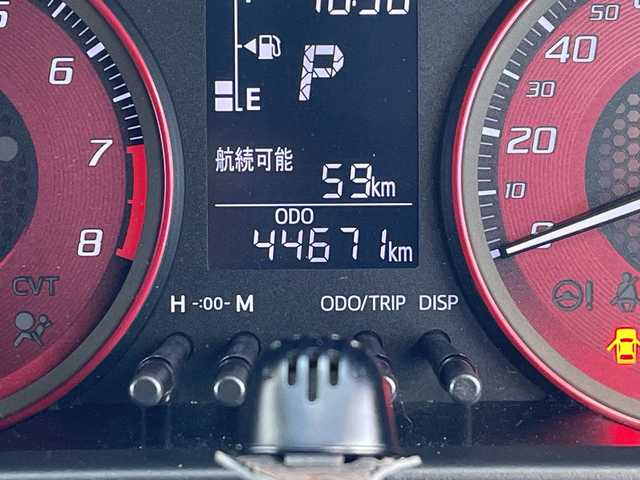 6
7
8
CVT
E
P
航続可能 59km
ODO
44671km
H -:00- M
ODO/TRIP DISP
50
40
20
10
0